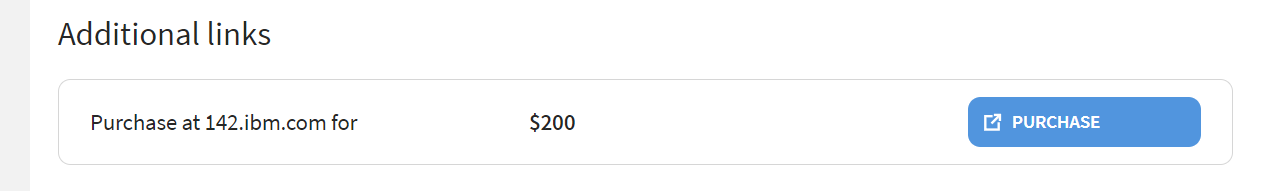 Additional links
Purchase at 142.ibm.com for $200 PURCHASE